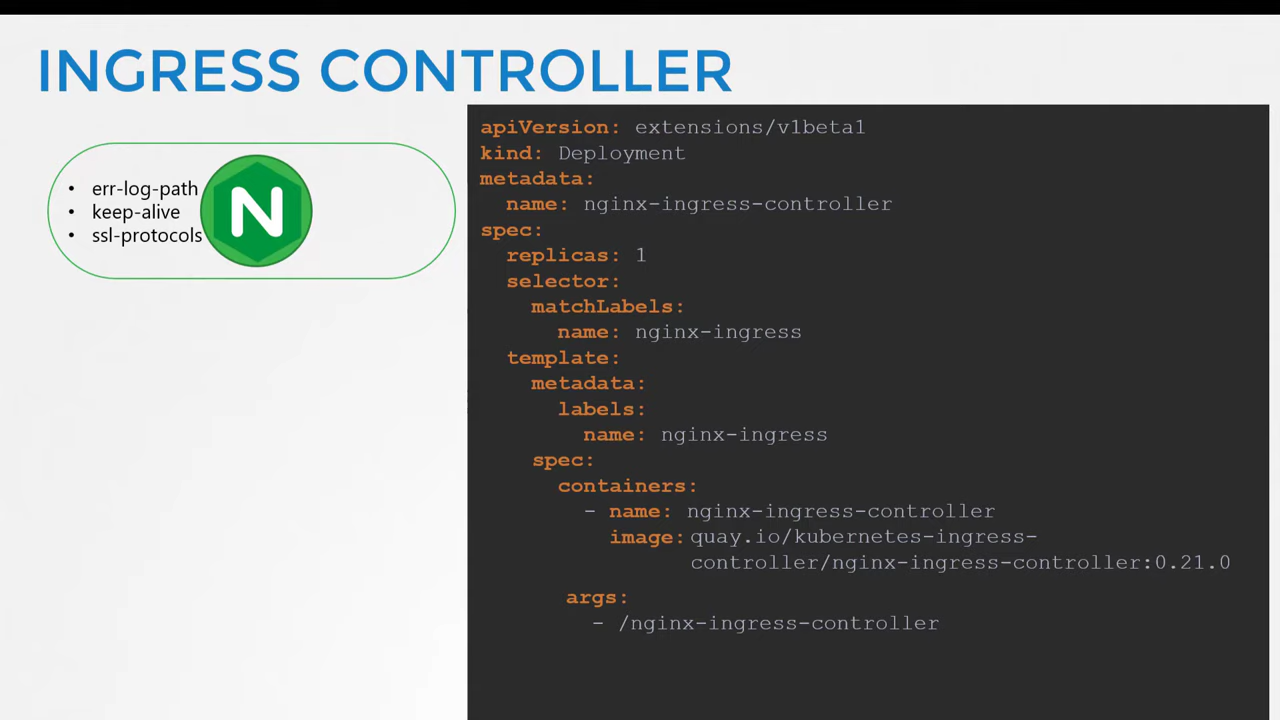 INGRESS CONTROLLER
• err-log-path
• keep-alive
• ssl-protocols
N
apiVersion: extensions/v1beta1
kind: Deployment
metadata:
  name: nginx-ingress-controller
spec:
  replicas: 1
  selector:
    matchLabels:
      name: nginx-ingress
  template:
    metadata:
      labels:
        name: nginx-ingress
    spec:
      containers:
        - name: nginx-ingress-controller
          image: quay.io/kubernetes-ingress-
                 controller/nginx-ingress-controller:0.21.0
      args:
        - /nginx-ingress-controller